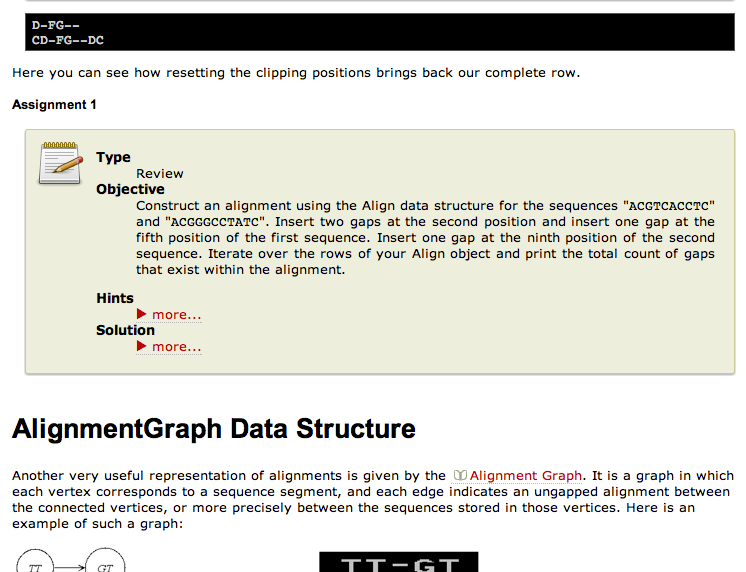 D-FG--
CD-FG--DC
Here you can see how resetting the clipping positions brings back our complete row.
Assignment 1
Type
Review
Objective
Construct an alignment using the Align data structure for the sequences "ACGTCACCTC"
and "ACGGGCCTATC". Insert two gaps at the second position and insert one gap at the
fifth position of the first sequence. Insert one gap at the ninth position of the second
sequence. Iterate over the rows of your Align object and print the total count of gaps
that exist within the alignment.
Hints
▶ more...
Solution
▶ more...
AlignmentGraph Data Structure
Another very useful representation of alignments is given by the Alignment Graph. It is a graph in which
each vertex corresponds to a sequence segment, and each edge indicates an ungapped alignment between
the connected vertices, or more precisely between the sequences stored in those vertices. Here is an
example of such a graph:
TT GT TT-GT